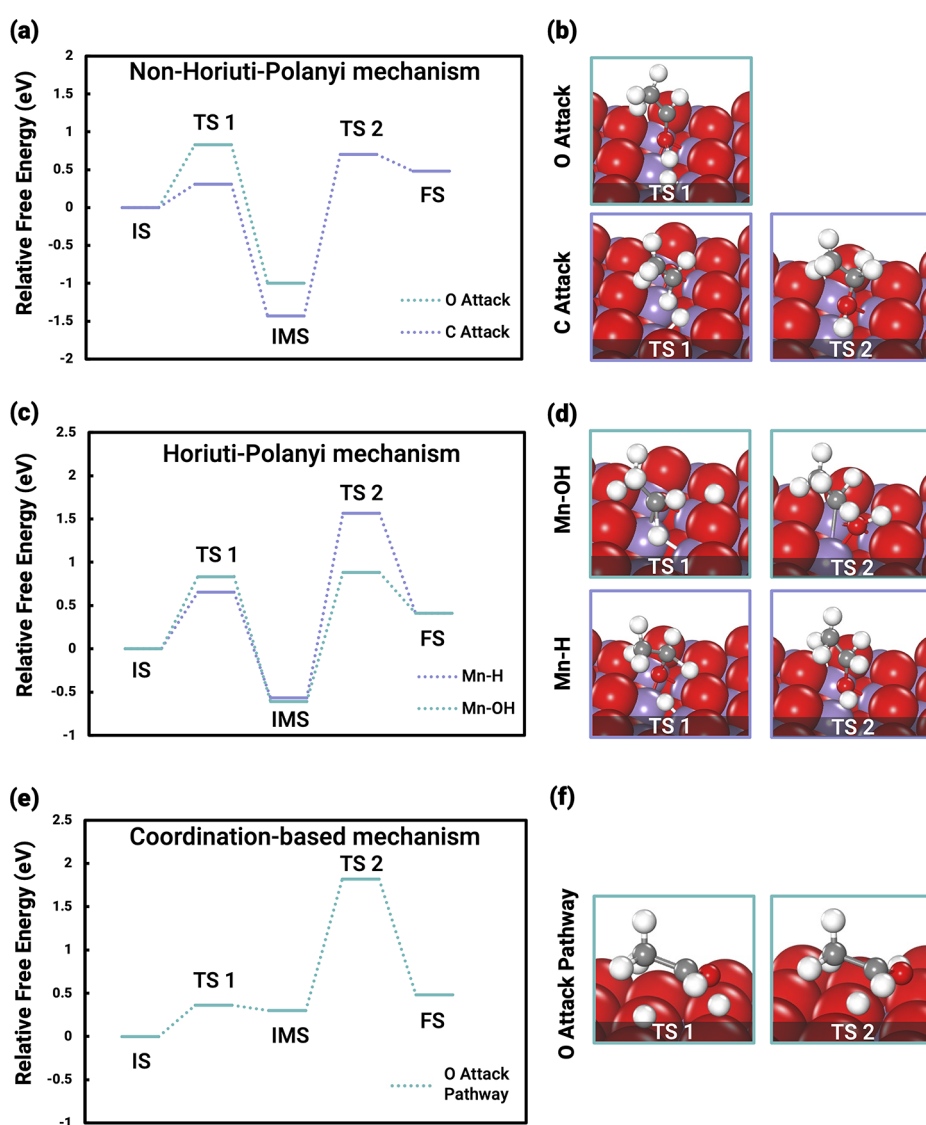 (a)
Non-Horiuti-Polanyi mechanism
Relative Free Energy (eV)
2
1.5
1
0.5
0
-0.5
-1
-1.5
-2
IS
TS 1
IMS
TS 2
FS
O Attack
C Attack
(b)
O Attack
TS 1
C Attack
TS 1
TS 2
(c)
Horiuti-Polanyi mechanism
Relative Free Energy (eV)
2.5
2
1.5
1
0.5
0
-0.5
-1
IS
TS 1
IMS
TS 2
FS
Mn-H
Mn-OH
(d)
Mn-OH
TS 1
TS 2
Mn-H
TS 1
TS 2
(e)
Coordination-based mechanism
Relative Free Energy (eV)
2.5
2
1.5
1
0.5
0
-0.5
-1
IS
TS 1
IMS
TS 2
FS
O Attack
Pathway
(f)
O Attack Pathway
TS 1
TS 2